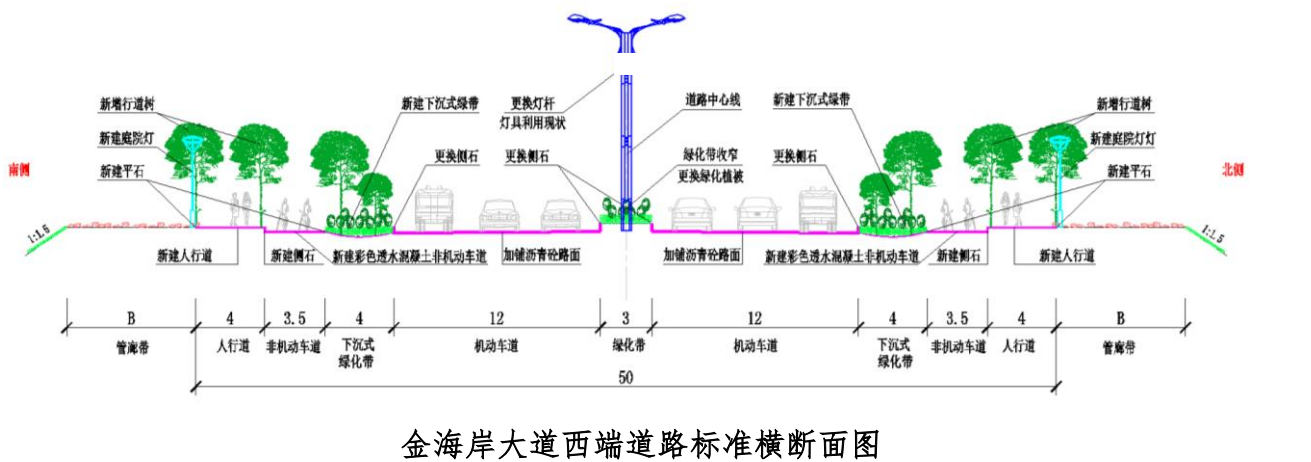 新增行道树
新建下沉式绿带
更换灯杆
灯具利用现状
道路中心线
新建下沉式绿带
新增行道树
新建庭院灯
新建庭院灯灯
南侧
新建平石
更换侧石
更换侧石
绿化带收窄
更换绿化植被
更换侧石
新建平石
北侧
1:1.5
1:1.5
新建人行道
新建侧石
新建彩色透水混凝土非机动车道
加铺沥青砼路面
加铺沥青砼路面
新建彩色透水混凝土非机动车道
新建侧石
新建人行道
B 4 3.5 4 12 3 12 4 3.5 4 B
管廊带 人行道 非机动车道 下沉式 机动车道 绿化带 机动车道 下沉式 非机动车道 人行道 管廊带
绿化带 绿化带
50
金海岸大道西端道路标准横断面图